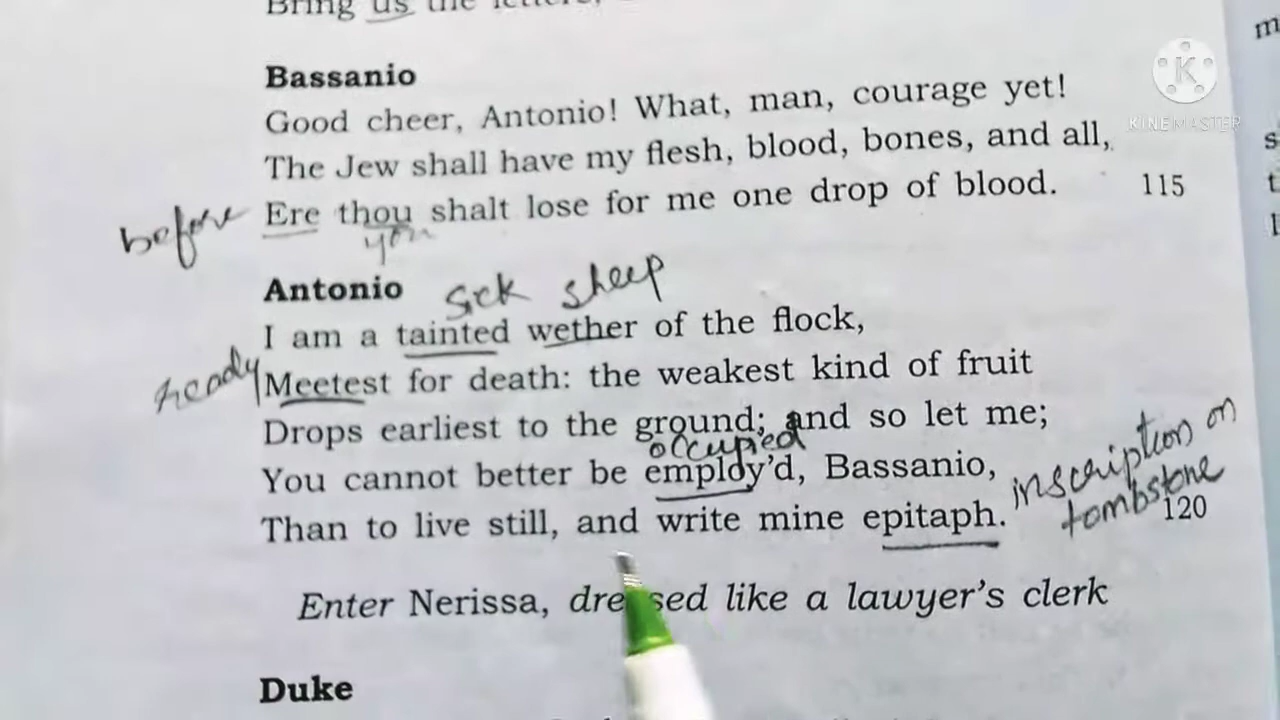 Bring us the letters,
Bassanio
Good cheer, Antonio! What, man, courage yet!
The Jew shall have my flesh, blood, bones, and all,
before Ere thou shalt lose for me one drop of blood. 115
you
Antonio sick sheep
I am a tainted wether of the flock,
ready Meetest for death: the weakest kind of fruit
Drops earliest to the ground; and so let me;
occupied
You cannot better be employ'd, Bassanio,
inscription on
Than to live still, and write mine epitaph. tombstone 120
Enter Nerissa, dressed like a lawyer's clerk
Duke
KINEMASTER